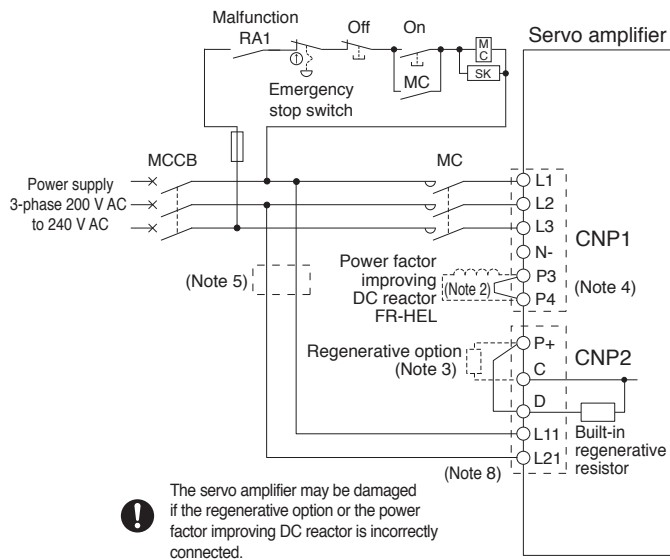 Malfunction
RA1
Off
On
M
C
SK
MC
Emergency
stop switch
Servo amplifier
MCCB
MC
Power supply
3-phase 200 V AC
to 240 V AC
L1
L2
L3
N-
P3
P4
CNP1
(Note 4)
(Note 5)
Power factor
improving
DC reactor
FR-HEL
(Note 2)
Regenerative option
(Note 3)
P+
C
D
L11
L21
CNP2
Built-in
regenerative
resistor
(Note 8)
The servo amplifier may be damaged
if the regenerative option or the power
factor improving DC reactor is incorrectly
connected.